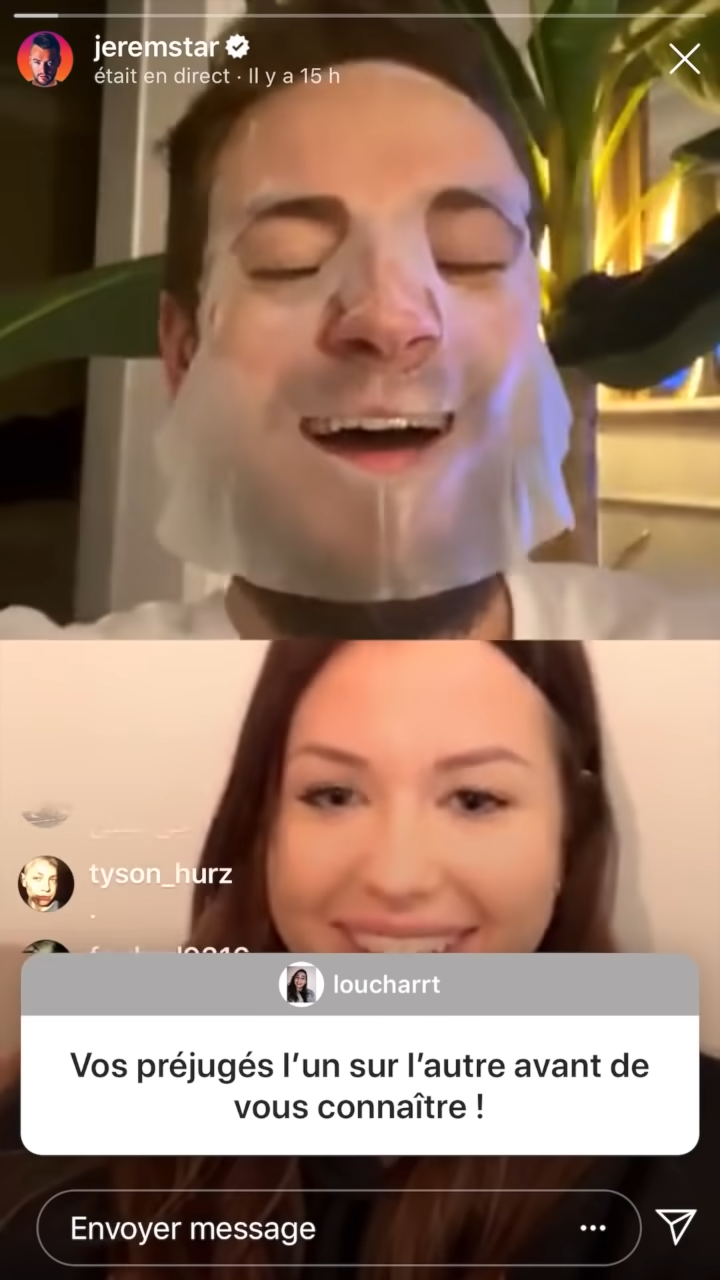 jeremstar
était en direct · Il y a 15 h
tyson_hurz
.
loucharrt
Vos préjugés l’un sur l’autre avant de
vous connaître !
Envoyer message